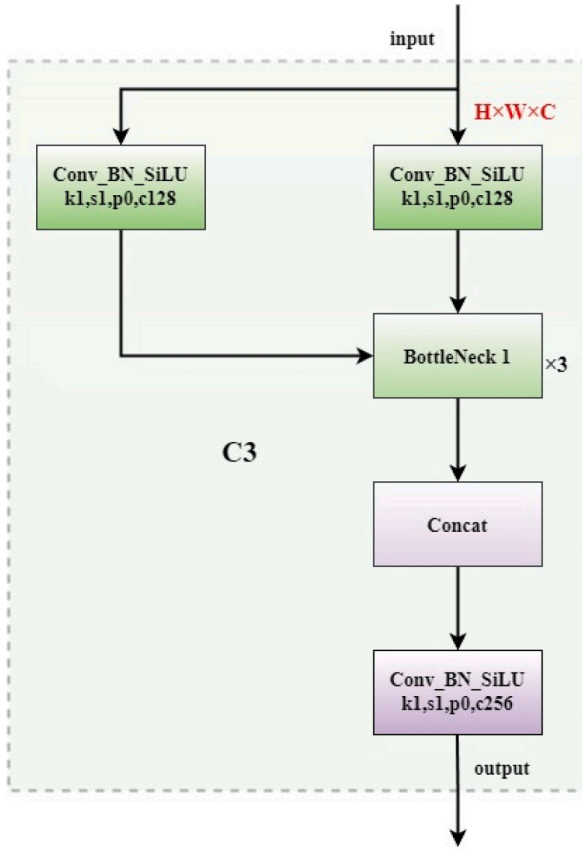 input
H×W×C
Conv_BN_SiLU
k1,s1,p0,c128
Conv_BN_SiLU
k1,s1,p0,c128
BottleNeck 1
×3
C3
Concat
Conv_BN_SiLU
k1,s1,p0,c256
output